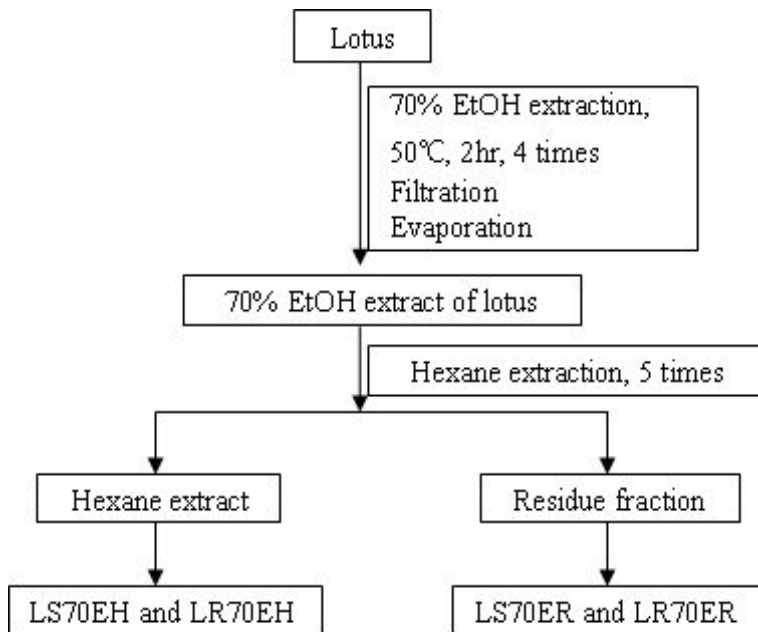 Lotus
70% EtOH extraction,
50℃, 2hr, 4 times
Filtration
Evaporation
70% EtOH extract of lotus
Hexane extraction, 5 times
Hexane extract
Residue fraction
LS70EH and LR70EH
LS70ER and LR70ER